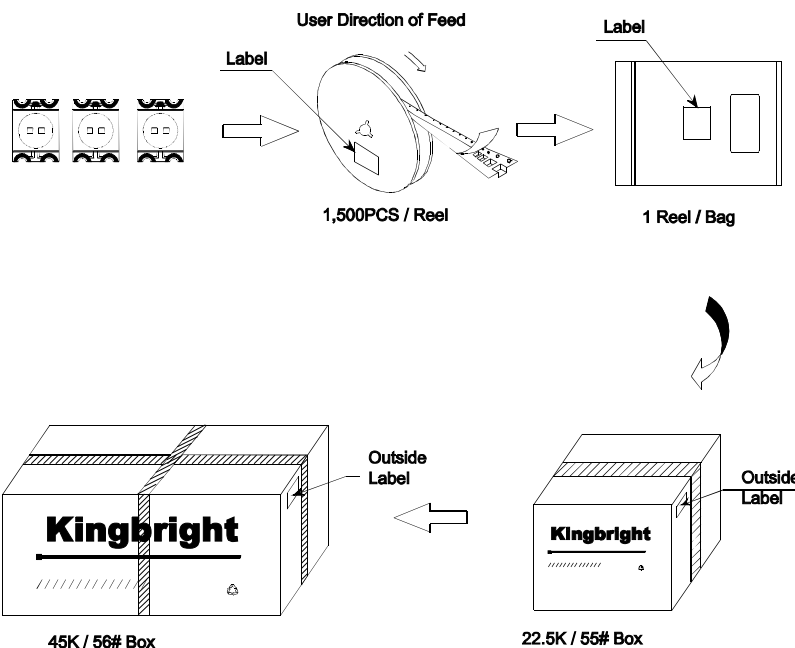 User Direction of Feed
Label
Label
1,500PCS / Reel
1 Reel / Bag
Outside
Label
Outside
Label
Kingbright
Kingbright
45K / 56# Box
22.5K / 55# Box